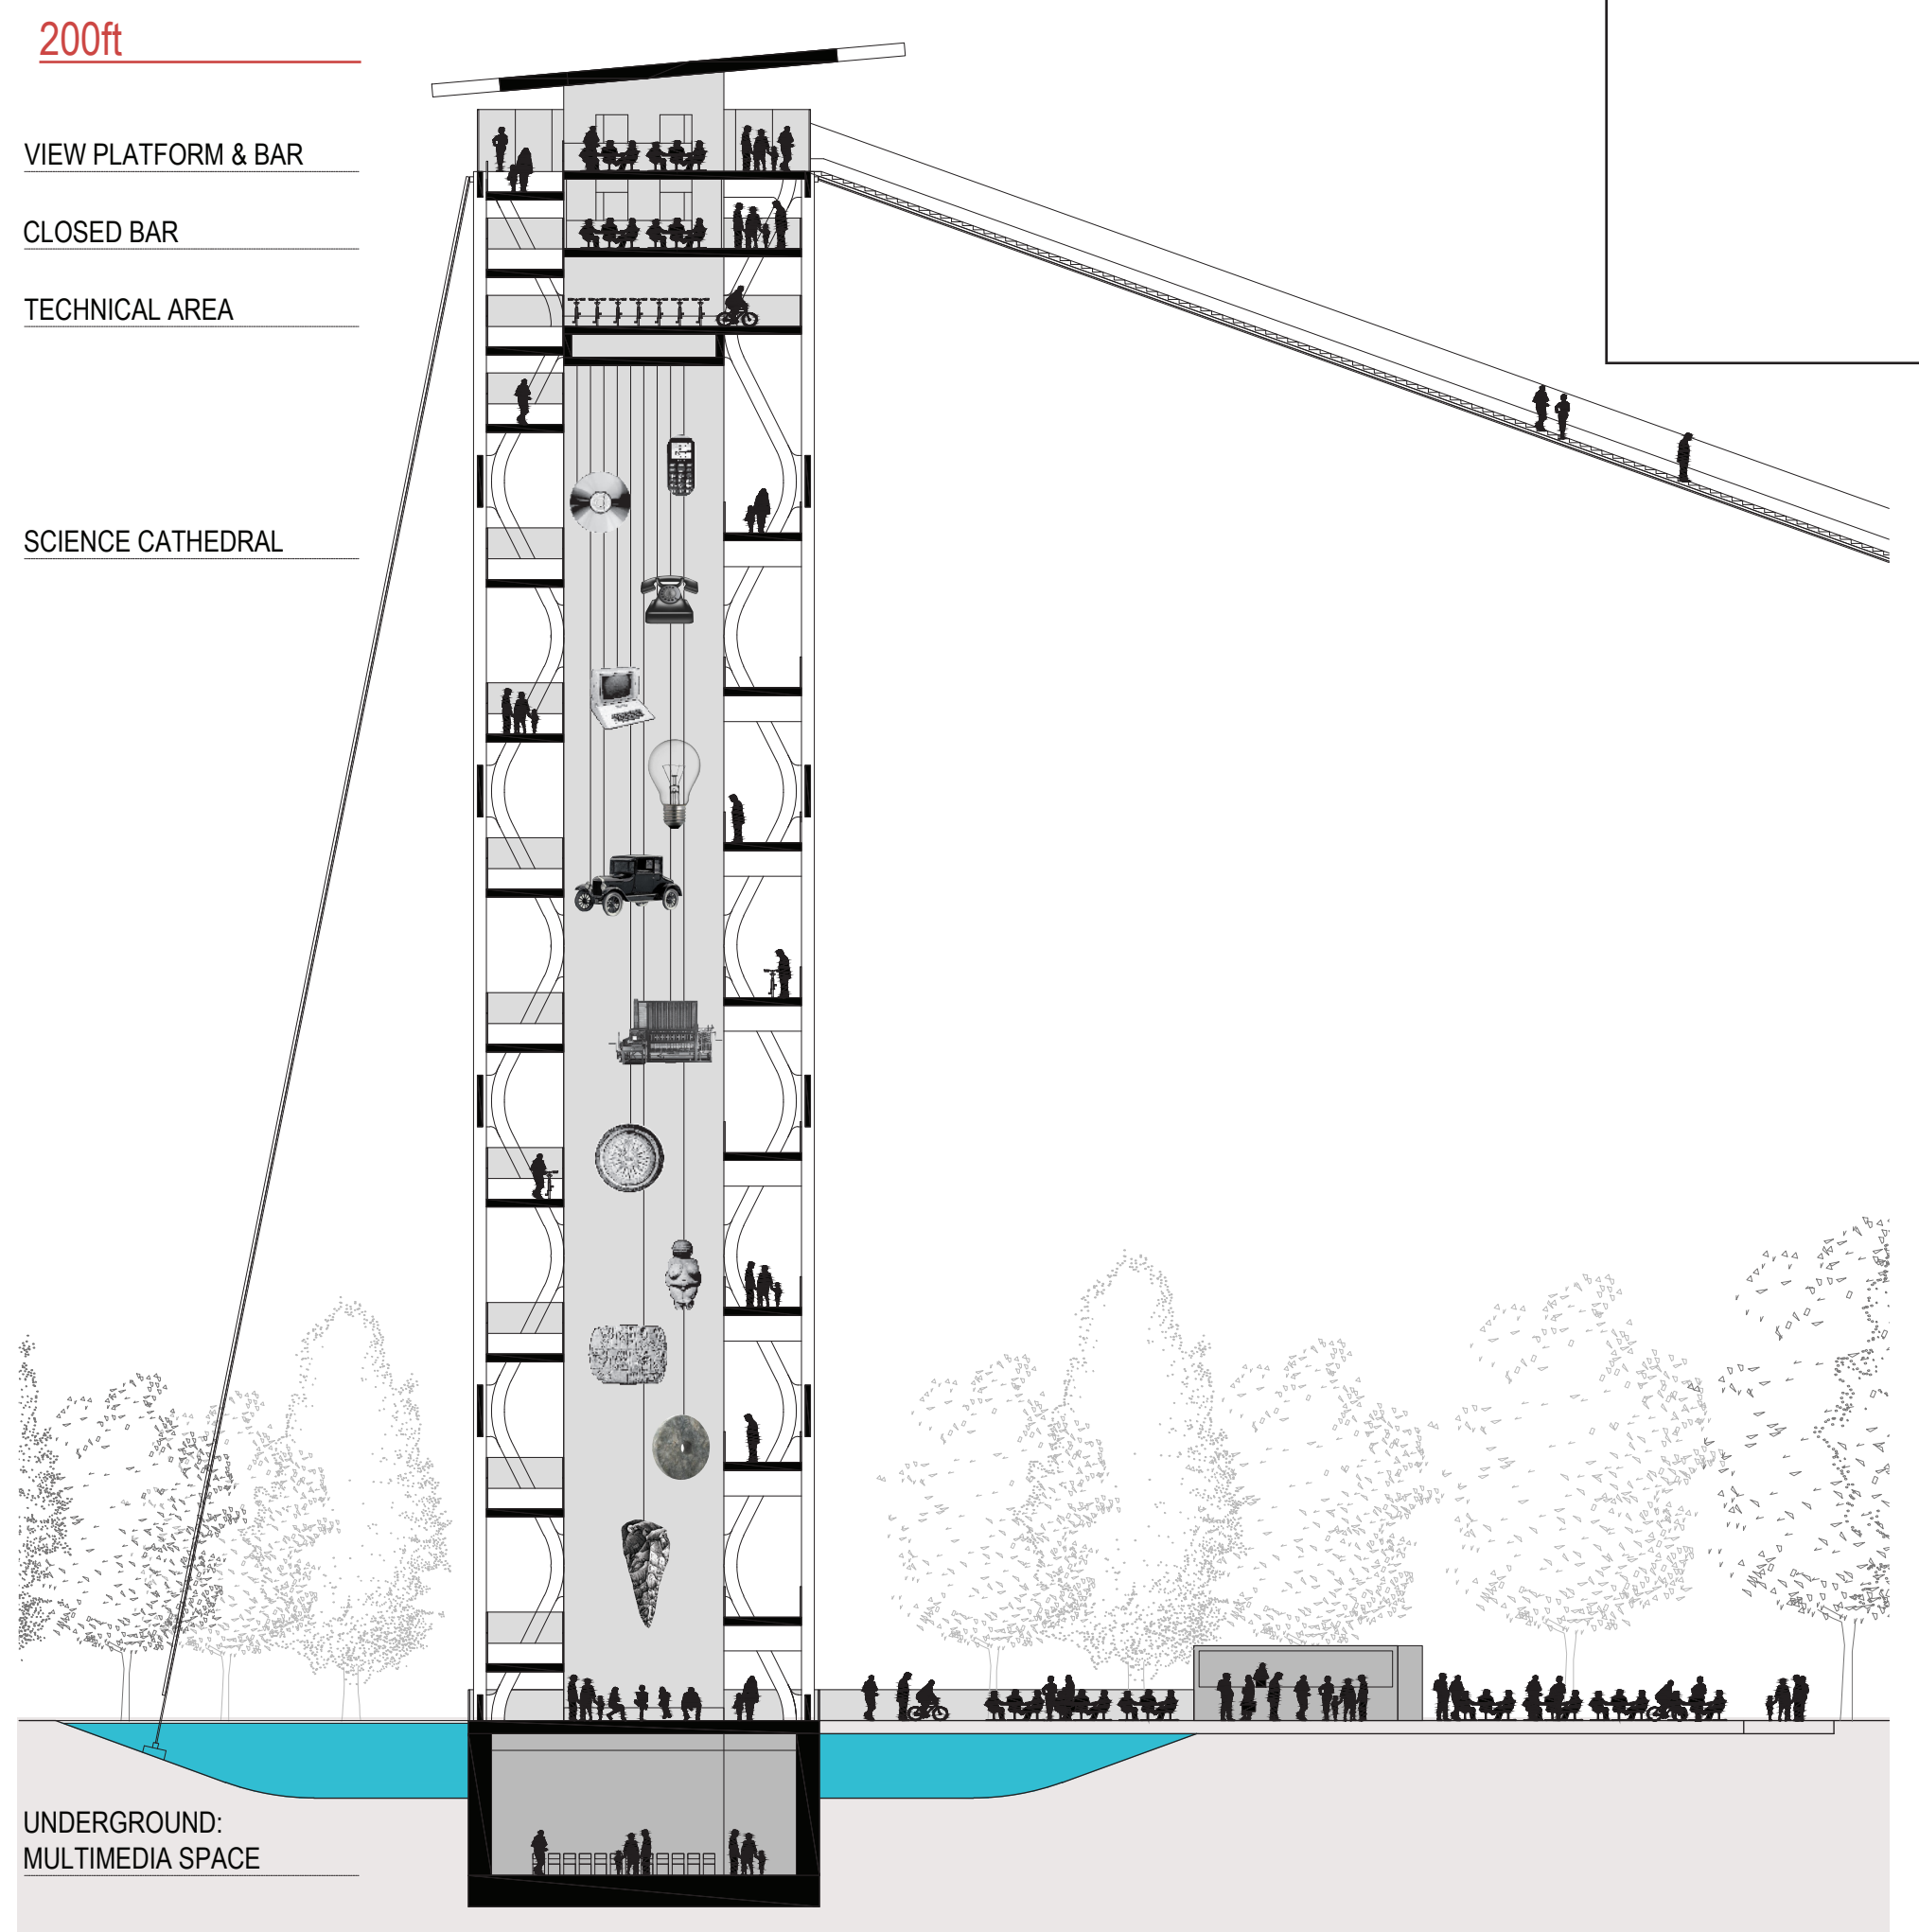 200ft
VIEW PLATFORM & BAR
CLOSED BAR
TECHNICAL AREA
SCIENCE CATHEDRAL
UNDERGROUND:
MULTIMEDIA SPACE